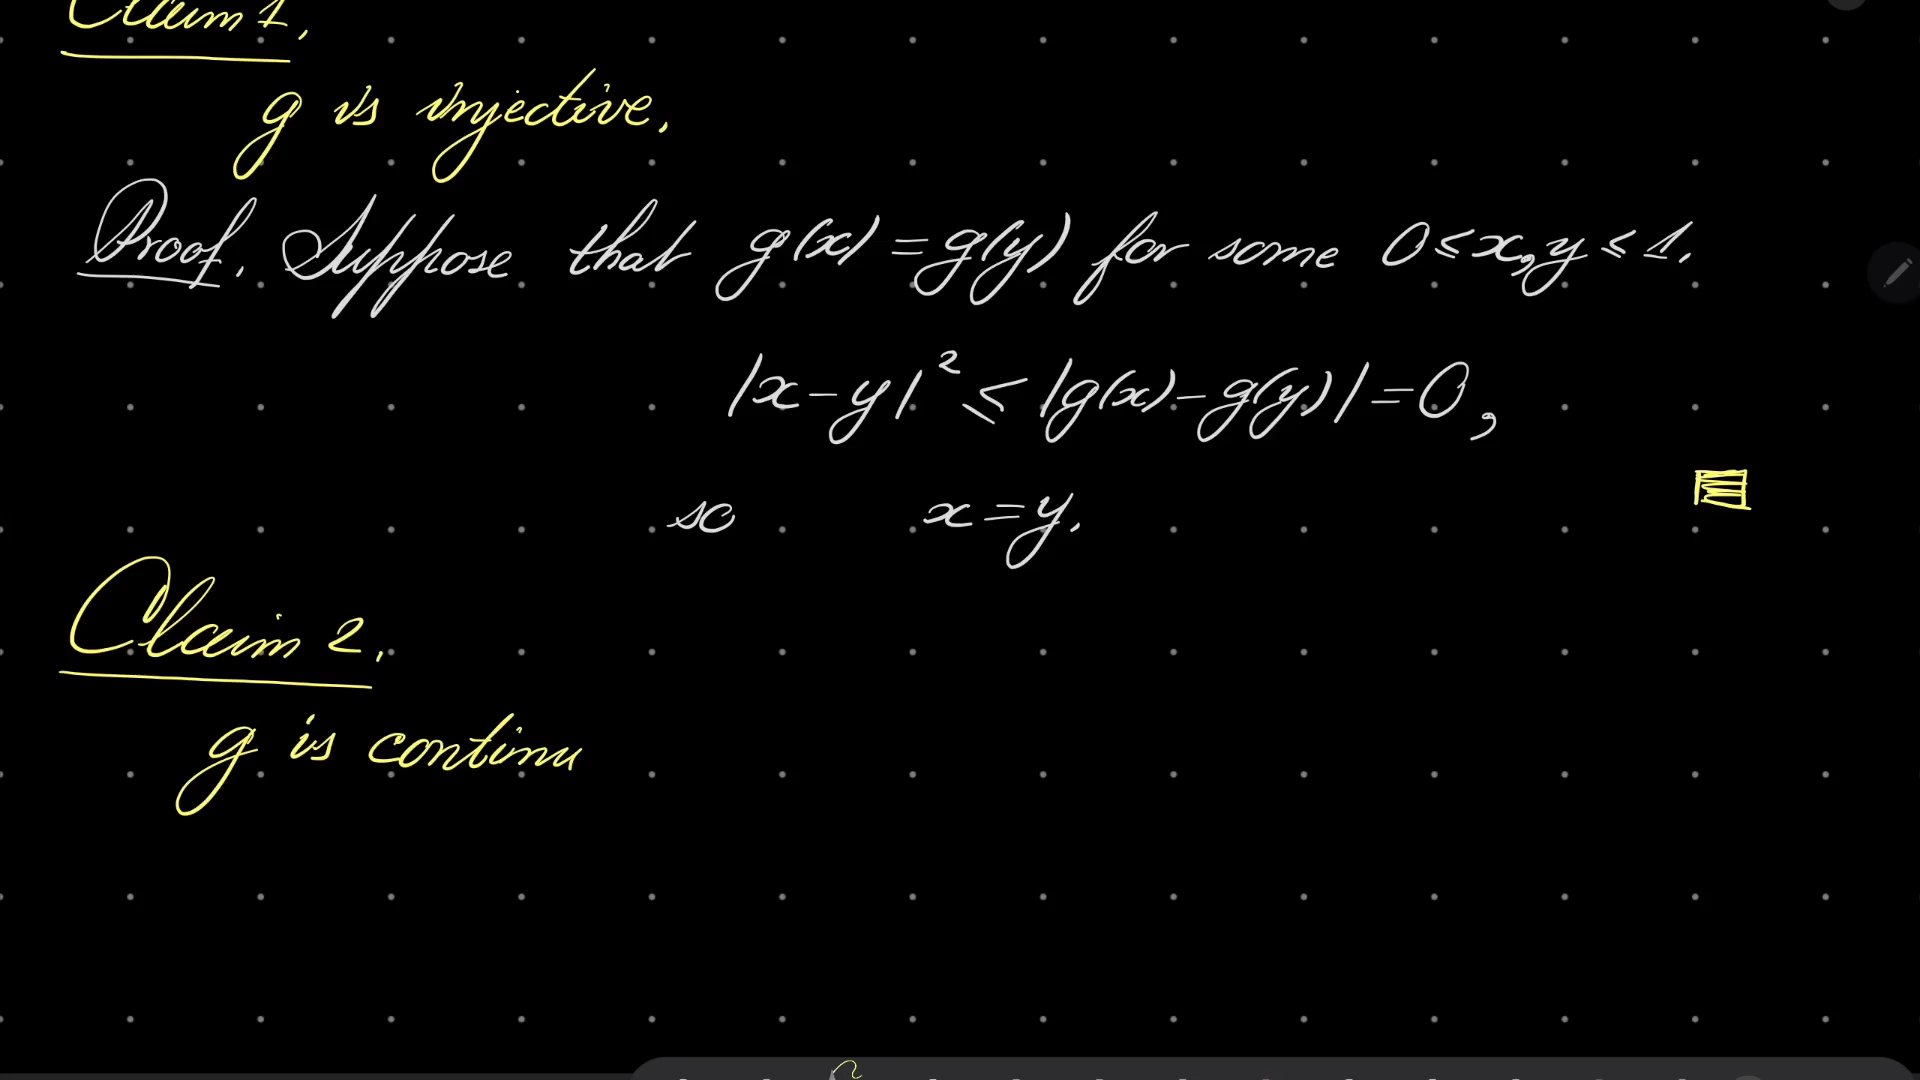 Claim 1.
g is injective.
Proof. Suppose that g(x) = g(y) for some 0 ≤ x, y ≤ 1.
|x - y|² ≤ |g(x) - g(y)| = 0,
so x = y.
Claim 2.
g is continu